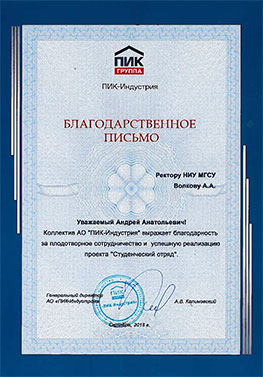 ПИК
ГРУППА
ПИК-Индустрия
БЛАГОДАРСТВЕННОЕ
ПИСЬМО
Ректору НИУ МГСУ
Волкову А.А.
Уважаемый Андрей Анатольевич!
Коллектив АО "ПИК-Индустрия" выражает благодарность
за плодотворное сотрудничество и успешную реализацию
проекта "Студенческий отряд".
Генеральный директор
АО «ПИК-Индустрия»
А.В. Калиновский
ПИК
Сентябрь, 2018 г.